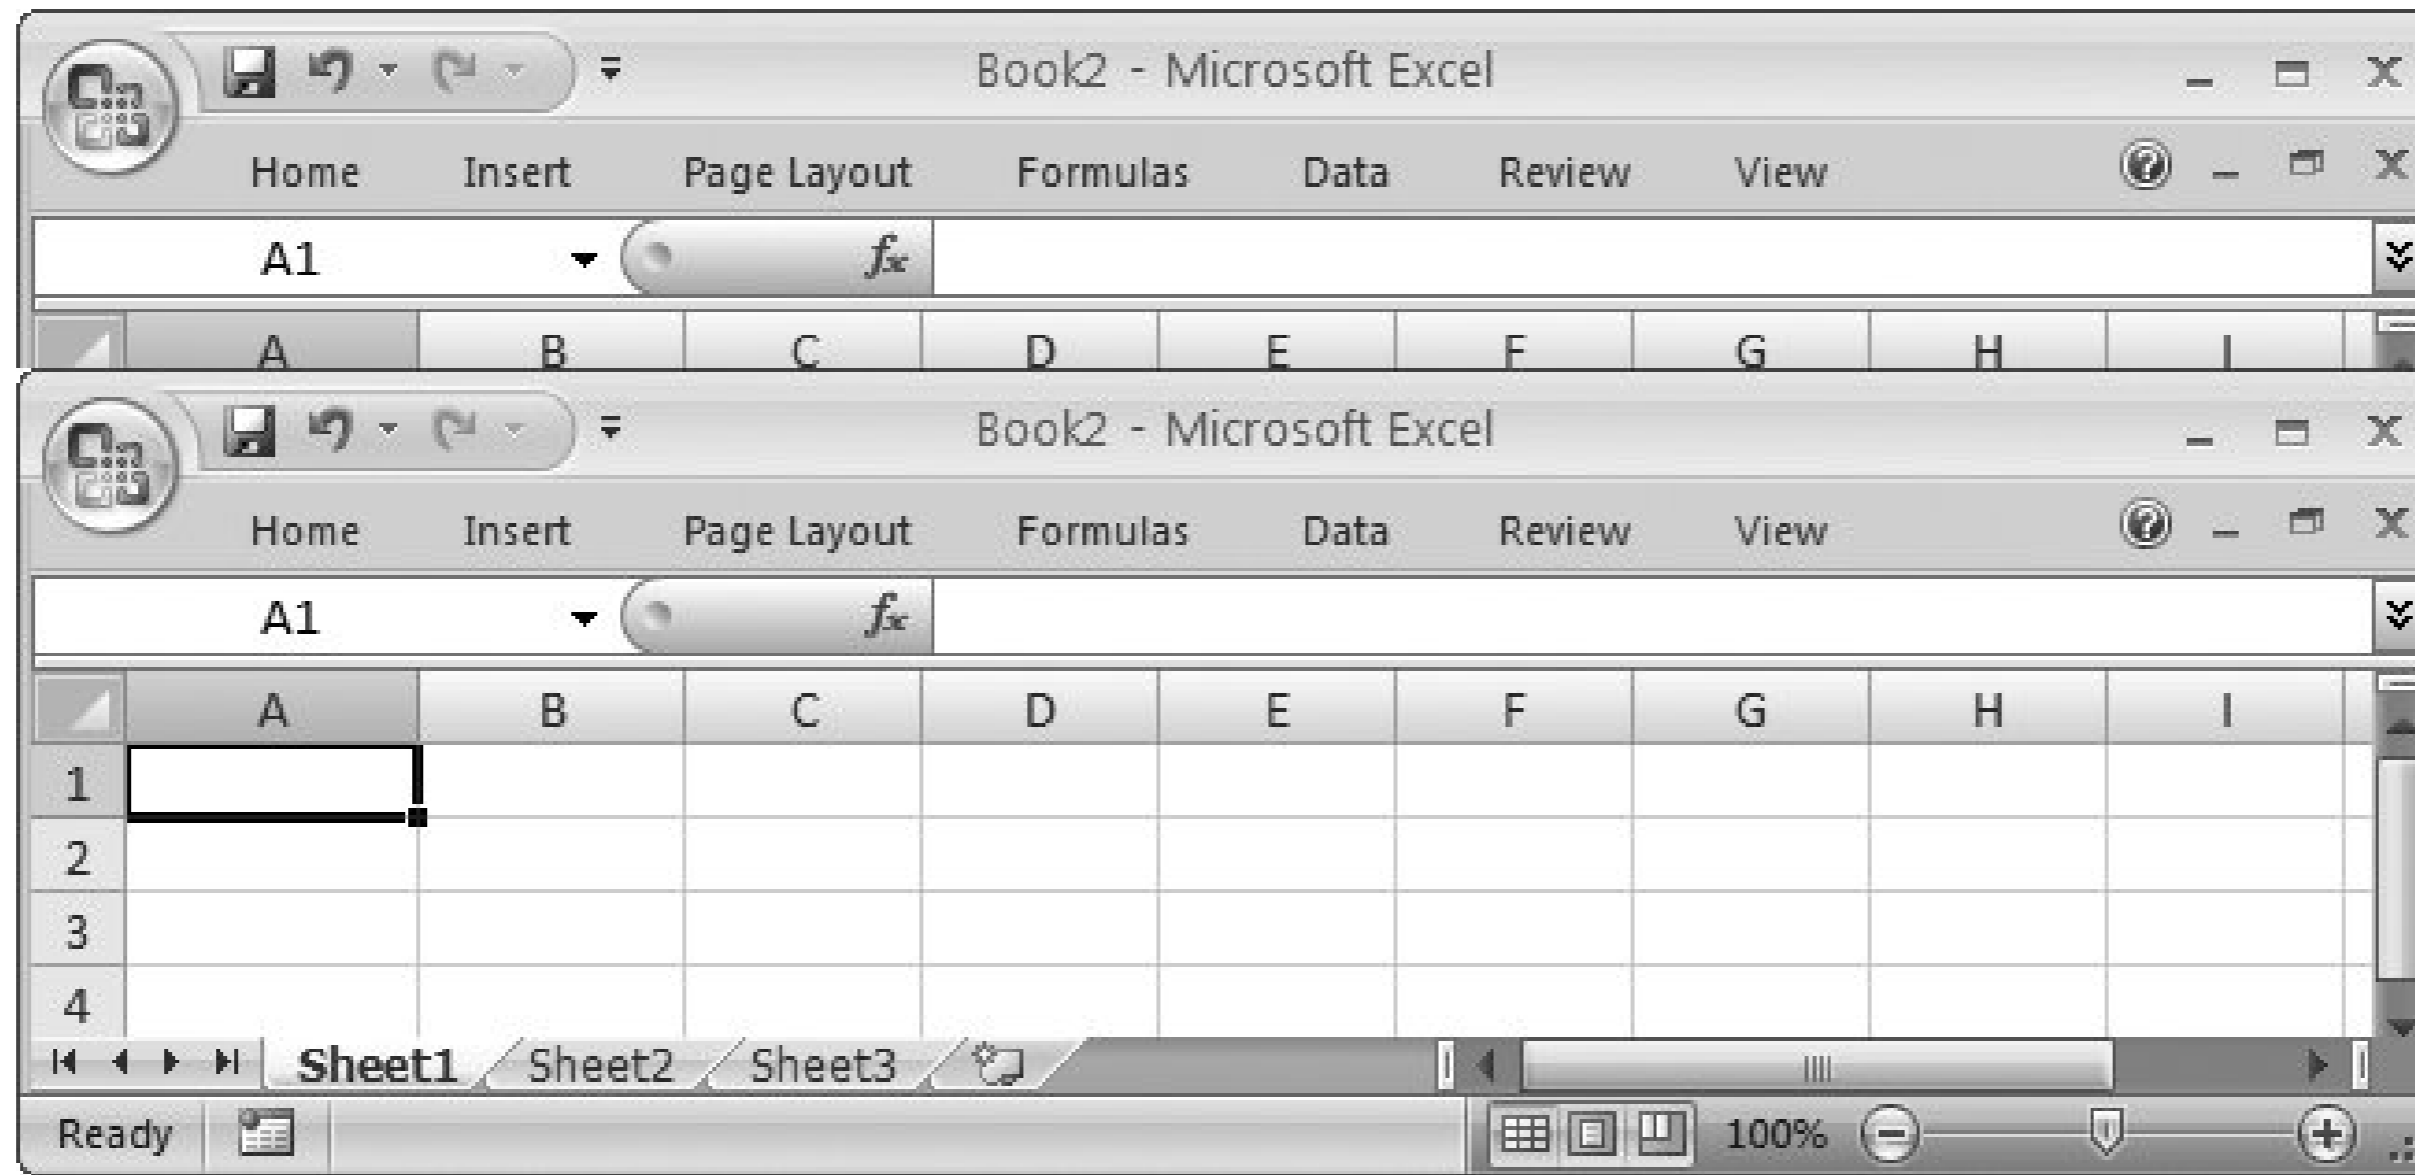 Book2 - Microsoft Excel
Home Insert Page Layout Formulas Data Review View
A1 fx
A B C D E F G H I
Book2 - Microsoft Excel
Home Insert Page Layout Formulas Data Review View
A1 fx
A B C D E F G H I
1
2
3
4
Sheet1 Sheet2 Sheet3
Ready 100%